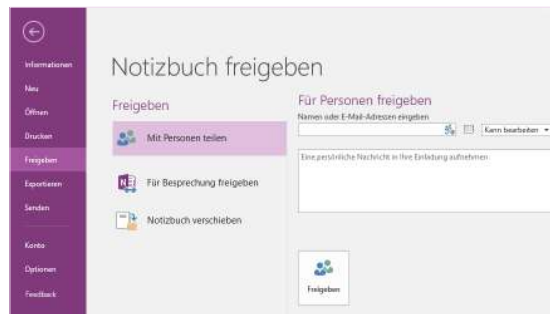 Informationen
Neu
Öffnen
Drucken
Freigeben
Exportieren
Senden
Konto
Optionen
Feedback
Notizbuch freigeben
Freigeben
Mit Personen teilen
Für Besprechung freigeben
Notizbuch verschieben
Für Personen freigeben
Namen oder E-Mail-Adressen eingeben
Kann bearbeiten
Eine persönliche Nachricht in Ihre Einladung aufnehmen
Freigeben